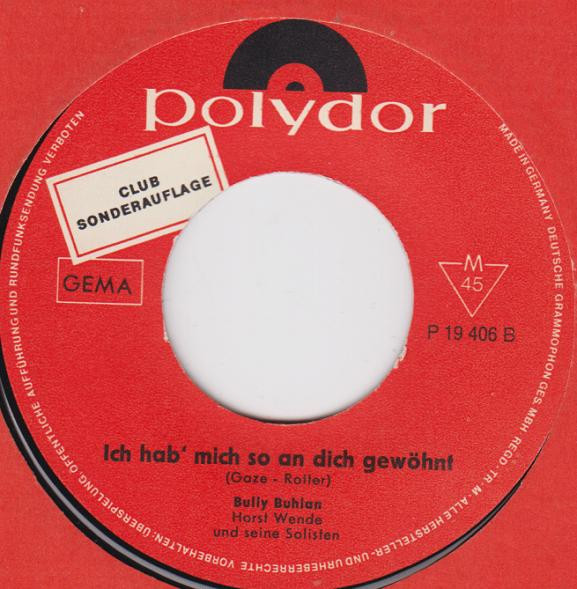 polydor
CLUB
SONDERAUFLAGE
GEMA
M
45
P 19 406 B
Ich hab' mich so an dich gewöhnt
(Gaze - Rotter)
Bully Buhlan
Horst Wende
und seine Solisten
MADE IN GERMANY DEUTSCHE GRAMMOPHON GES. MBH REGD.-TR.-M.-ALLE HERSTELLER- UND URHEBERRECHTE VORBEHALTEN: ÜBERSPIELUNG, ÖFFENTLICHE AUFFÜHRUNG UND RUNDFUNKSENDUNG VERBOTEN